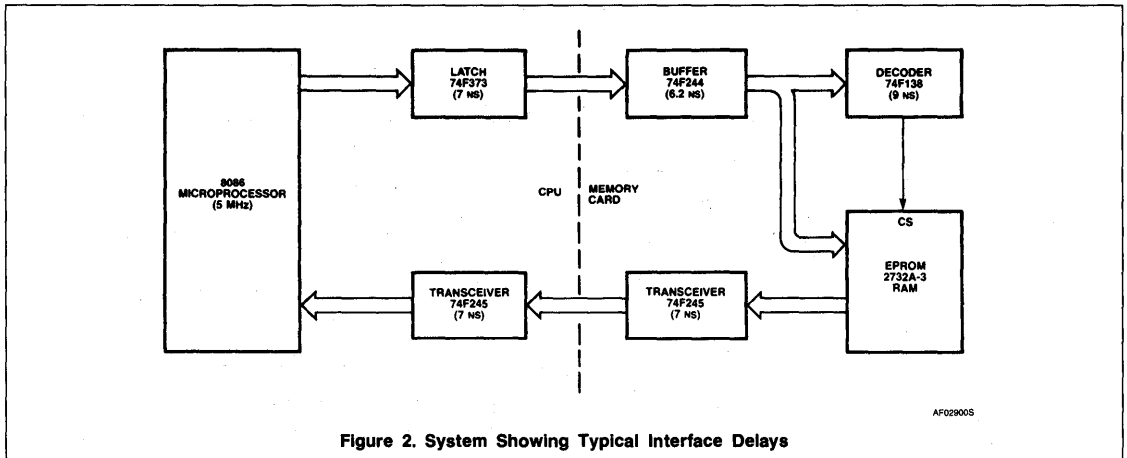 LATCH
74F373
(7 NS)
BUFFER
74F244
(6.2 NS)
DECODER
74F138
(9 NS)
8086
MICROPROCESSOR
(5 MHz)
CPU
MEMORY
CARD
CS
EPROM
2732A-3
RAM
TRANSCEIVER
74F245
(7 NS)
TRANSCEIVER
74F245
(7 NS)
AF02900S
Figure 2. System Showing Typical Interface Delays